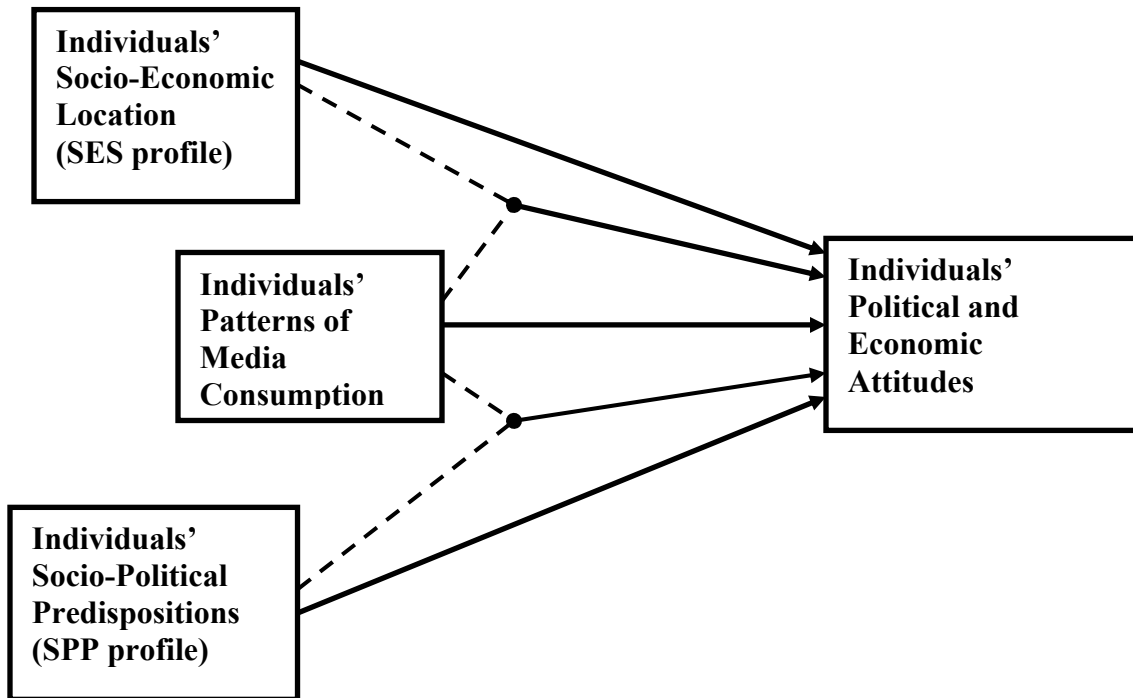 Individuals’
Socio-Economic
Location
(SES profile)
Individuals’
Patterns of
Media
Consumption
Individuals’
Political and
Economic
Attitudes
Individuals’
Socio-Political
Predispositions
(SPP profile)